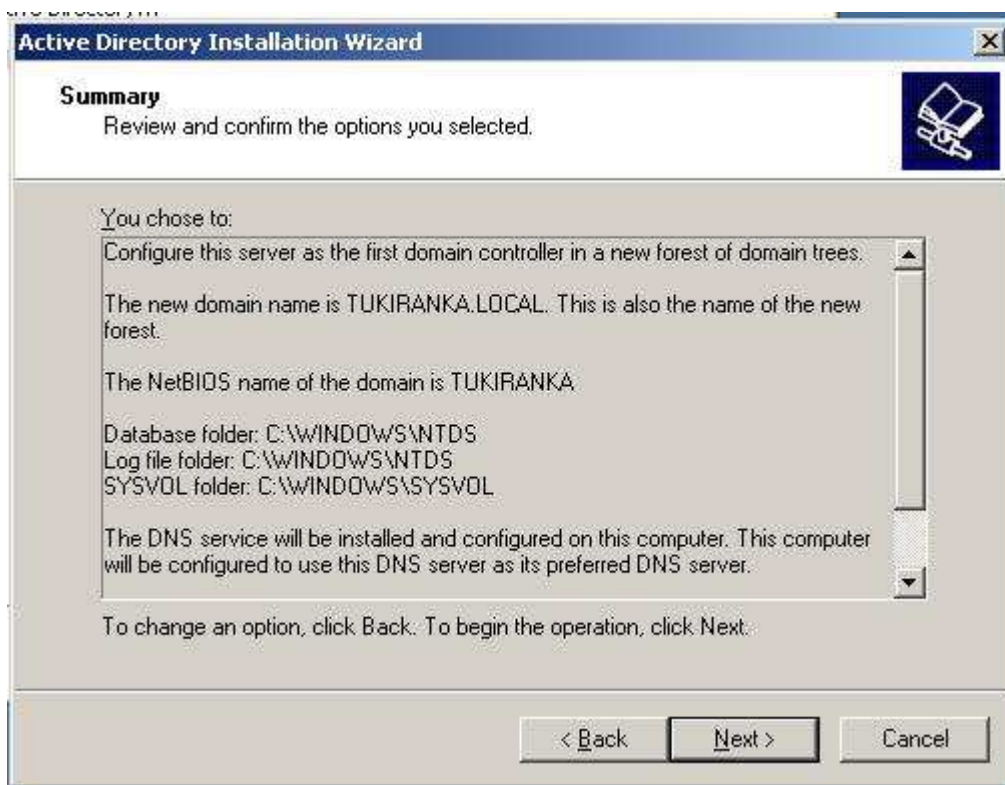 Active Directory Installation Wizard
Summary
Review and confirm the options you selected.
You chose to:
Configure this server as the first domain controller in a new forest of domain trees.
The new domain name is TUKIRANKA.LOCAL. This is also the name of the new
forest.
The NetBIOS name of the domain is TUKIRANKA
Database folder: C:\WINDOWS\NTDS
Log file folder: C:\WINDOWS\NTDS
SYSVOL folder: C:\WINDOWS\SYSVOL
The DNS service will be installed and configured on this computer. This computer
will be configured to use this DNS server as its preferred DNS server.
To change an option, click Back. To begin the operation, click Next.
< Back
Next >
Cancel